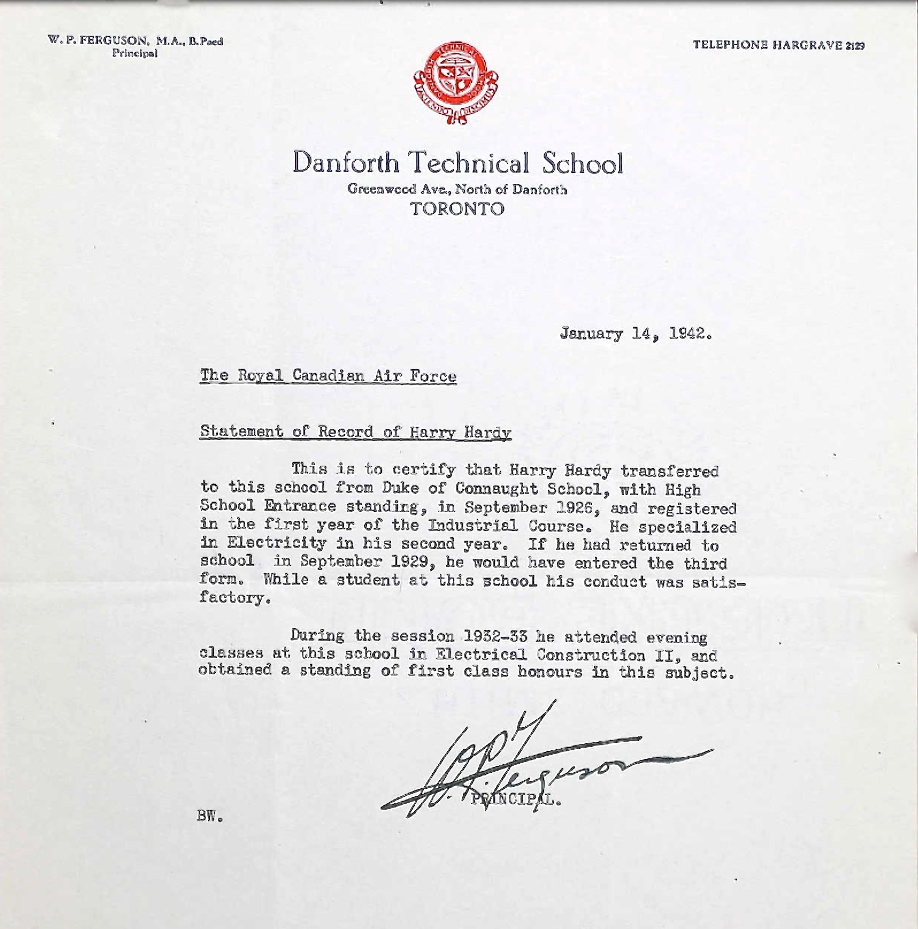 W. P. FERGUSON, M.A., B.Paed
Principal
TELEPHONE HARGRAVE 2129
Danforth Technical School
Greenwood Ave., North of Danforth
TORONTO
January 14, 1942.
The Royal Canadian Air Force
Statement of Record of Harry Hardy
This is to certify that Harry Hardy transferred
to this school from Duke of Connaught School, with High
School Entrance standing, in September 1926, and registered
in the first year of the Industrial Course. He specialized
in Electricity in his second year. If he had returned to
school in September 1929, he would have entered the third
form. While a student at this school his conduct was satis-
factory.
During the session 1932-33 he attended evening
classes at this school in Electrical Construction II, and
obtained a standing of first class honours in this subject.
W.P. Ferguson
PRINCIPAL.
BW.